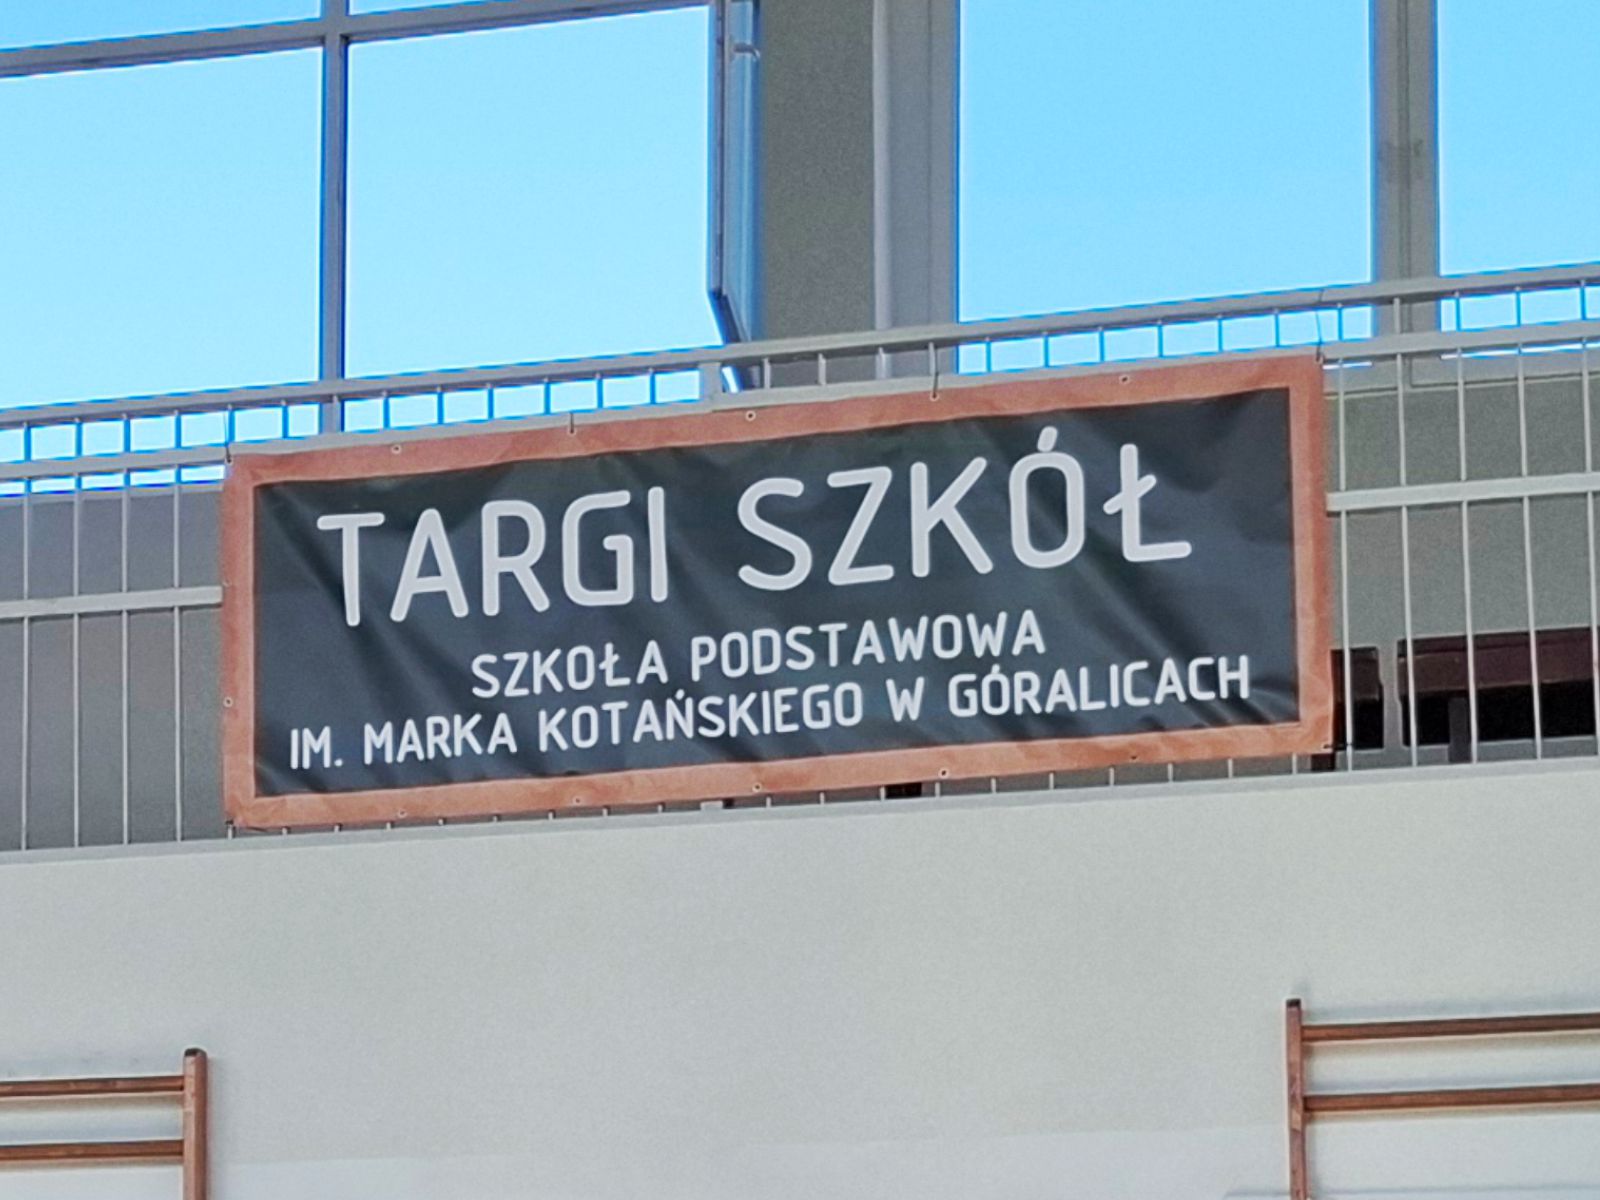 TARGI SZKÓŁ
SZKOŁA PODSTAWOWA
IM. MARKA KOTAŃSKIEGO W GÓRALICACH